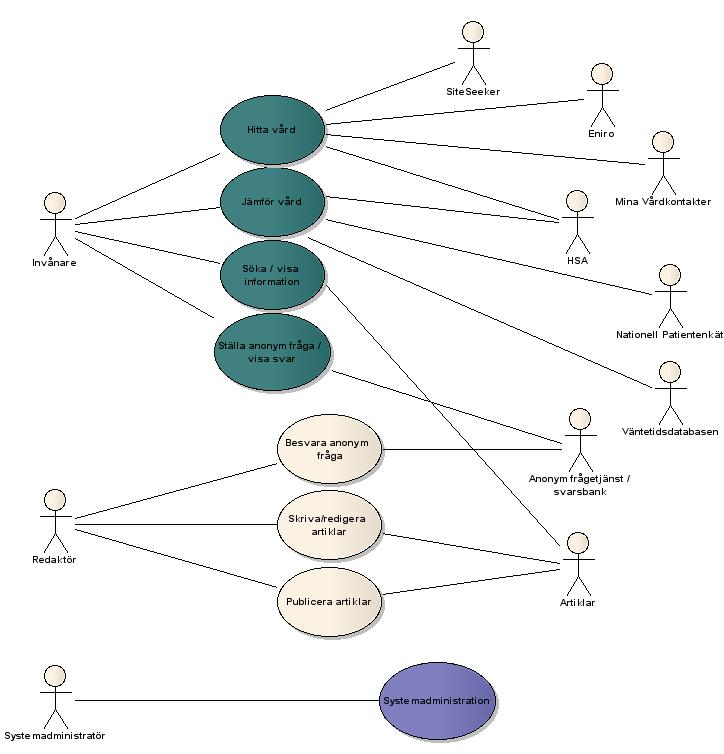 SiteSeeker
Eniro
Hitta vård
Mina Vårdkontakter
Jämför vård
Invånare
HSA
Söka / visa
information
Nationell Patientenkät
Ställa anonym fråga /
visa svar
Väntetidsdatabasen
Besvara anonym
fråga
Anonym frågetjänst /
svarsbank
Skriva/redigera
artiklar
Redaktör
Publicera artiklar
Artiklar
Systemadministration
Systemadministratör